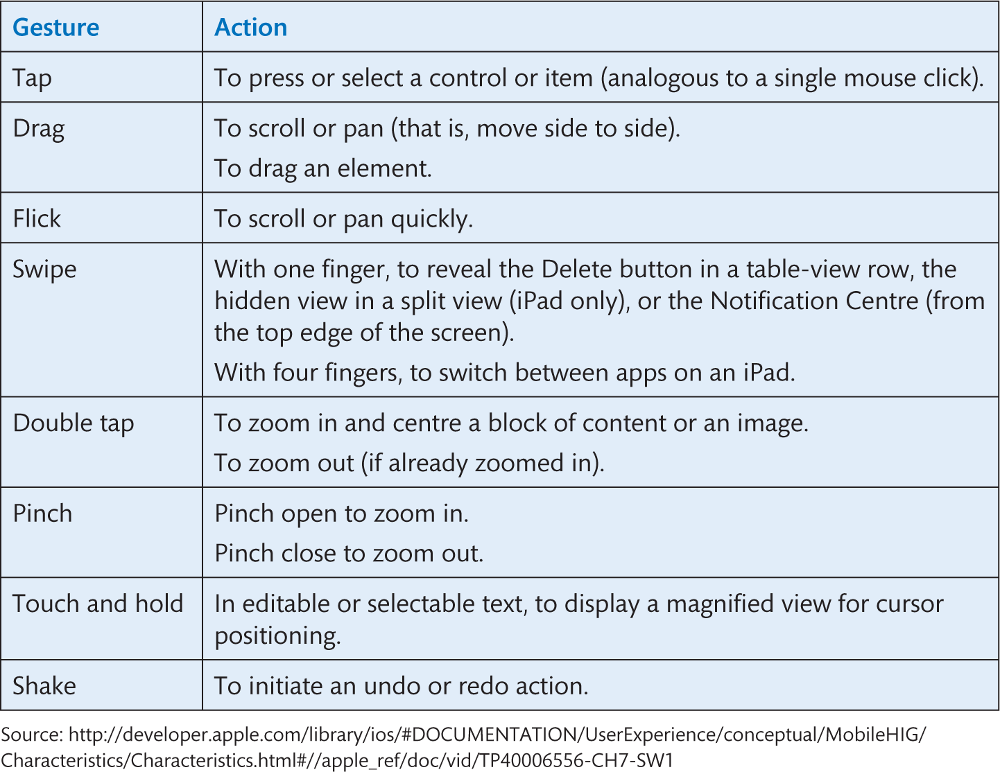 Gesture Action
Tap To press or select a control or item (analogous to a single mouse click).
Drag To scroll or pan (that is, move side to side).
To drag an element.
Flick To scroll or pan quickly.
Swipe With one finger, to reveal the Delete button in a table-view row, the
hidden view in a split view (iPad only), or the Notification Centre (from
the top edge of the screen).
With four fingers, to switch between apps on an iPad.
Double tap To zoom in and centre a block of content or an image.
To zoom out (if already zoomed in).
Pinch Pinch open to zoom in.
Pinch close to zoom out.
Touch and hold In editable or selectable text, to display a magnified view for cursor
positioning.
Shake To initiate an undo or redo action.
Source: http://developer.apple.com/library/ios/#DOCUMENTATION/UserExperience/conceptual/MobileHIG/
Characteristics/Characteristics.html#//apple_ref/doc/vid/TP40006556-CH7-SW1